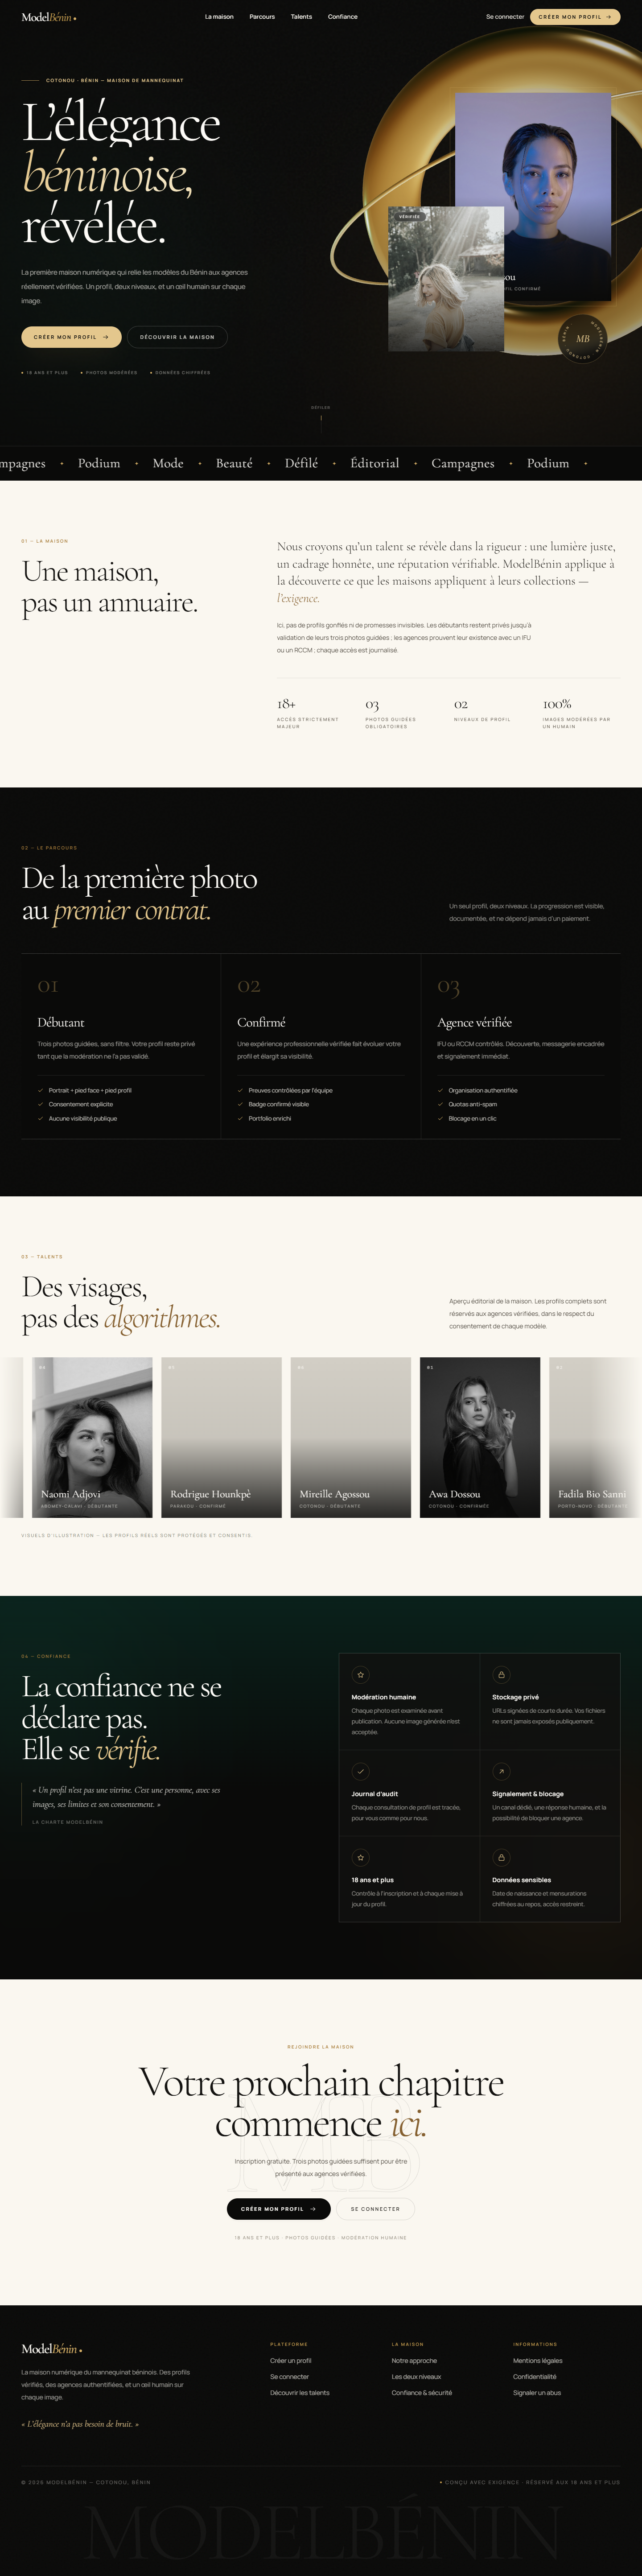 ModelBénin
La maison
Parcours
Talents
Confiance
Se connecter
CRÉER MON PROFIL →
COTONOU · BÉNIN — MAISON DE MANNEQUINAT
L’élégance
béninoise,
révélée.
La première maison numérique qui relie les modèles du Bénin aux agences
réellement vérifiées. Un profil, deux niveaux, et un œil humain sur chaque
image.
CRÉER MON PROFIL →
DÉCOUVRIR LA MAISON
18 ANS ET PLUS
PHOTOS MODÉRÉES
DONNÉES CHIFFRÉES
VÉRIFIÉE
MB
DÉFILER
mpagnes
Podium
Mode
Beauté
Défilé
Éditorial
Campagnes
Podium
01 — LA MAISON
Une maison,
pas un annuaire.
Nous croyons qu’un talent se révèle dans la rigueur : une lumière juste,
un cadrage honnête, une réputation vérifiable. ModelBénin applique à
la découverte ce que les maisons appliquent à leurs collections —
l’exigence.
Ici, pas de profils gonflés ni de promesses invisibles. Les débutants restent privés jusqu’à
validation de leurs trois photos guidées ; les agences prouvent leur existence avec un IFU
ou un RCCM ; chaque accès est journalisé.
18+
ACCÈS STRICTEMENT
MAJEUR
03
PHOTOS GUIDÉES
OBLIGATOIRES
02
NIVEAUX DE PROFIL
100%
IMAGES MODÉRÉES PAR
UN HUMAIN
02 — LE PARCOURS
De la première photo
au premier contrat.
Un seul profil, deux niveaux. La progression est visible,
documentée, et ne dépend jamais d’un paiement.
01
Débutant
Trois photos guidées, sans filtre. Votre profil reste privé
tant que la modération ne l’a pas validé.
Portrait + pied face + pied profil
Consentement explicite
Aucune visibilité publique
02
Confirmé
Une expérience professionnelle vérifiée fait évoluer votre
profil et élargit sa visibilité.
Preuves contrôlées par l’équipe
Badge confirmé visible
Portfolio enrichi
03
Agence vérifiée
IFU ou RCCM contrôlés. Découverte, messagerie encadrée
et signalement immédiat.
Organisation authentifiée
Quotas anti-spam
Blocage en un clic
03 — TALENTS
Des visages,
pas des algorithmes.
Aperçu éditorial de la maison. Les profils complets sont
réservés aux agences vérifiées, dans le respect du
consentement de chaque modèle.
Naomi Adjovi
ABOMEY-CALAVI · DÉBUTANTE
Rodrigue Hounkpè
PARAKOU · CONFIRMÉ
Mireille Agossou
COTONOU · DÉBUTANTE
01
Awa Dossou
COTONOU · CONFIRMÉE
Fadila Bio Sanni
PORTO-NOVO · DÉBUTANTE
VISUELS D’ILLUSTRATION — LES PROFILS RÉELS SONT PROTÉGÉS ET CONSENTIS.
04 — CONFIANCE
La confiance ne se
déclare pas.
Elle se vérifie.
« Un profil n’est pas une vitrine. C’est une personne, avec ses
images, ses limites et son consentement. »
LA CHARTE MODELBÉNIN
Modération humaine
Chaque photo est examinée avant
publication. Aucune image générée n’est
acceptée.
Stockage privé
URLs signées de courte durée. Vos fichiers
ne sont jamais exposés publiquement.
Journal d’audit
Chaque consultation de profil est tracée,
pour vous comme pour nous.
Signalement & blocage
Un canal dédié, une réponse humaine, et la
possibilité de bloquer une agence.
18 ans et plus
Contrôle à l’inscription et à chaque mise à
jour du profil.
Données sensibles
Date de naissance et mensurations
chiffrées au repos, accès restreint.
REJOINDRE LA MAISON
MB
Votre prochain chapitre
commence ici.
Inscription gratuite. Trois photos guidées suffisent pour être
présenté aux agences vérifiées.
CRÉER MON PROFIL →
SE CONNECTER
18 ANS ET PLUS · PHOTOS GUIDÉES · MODÉRATION HUMAINE
ModelBénin
La maison numérique du mannequinat béninois. Des profils
vérifiés, des agences authentifiées, et un œil humain sur
chaque image.
« L’élégance n’a pas besoin de bruit. »
PLATEFORME
Créer un profil
Se connecter
Découvrir les talents
LA MAISON
Notre approche
Les deux niveaux
Confiance & sécurité
INFORMATIONS
Mentions légales
Confidentialité
Signaler un abus
© 2026 MODELBÉNIN — COTONOU, BÉNIN
CONÇU AVEC EXIGENCE · RÉSERVÉ AUX 18 ANS ET PLUS
MODELBÉNIN